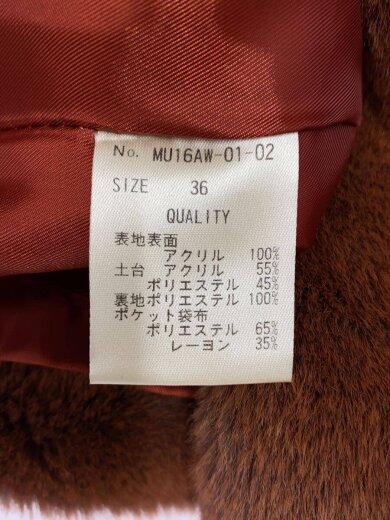 No. MU16AW-01-02
SIZE 36
QUALITY
表地表面
アクリル 100%
土台 アクリル 55%
ポリエステル 45%
裏地ポリエステル 100%
ポケット袋布
ポリエステル 65%
レーヨン 35%